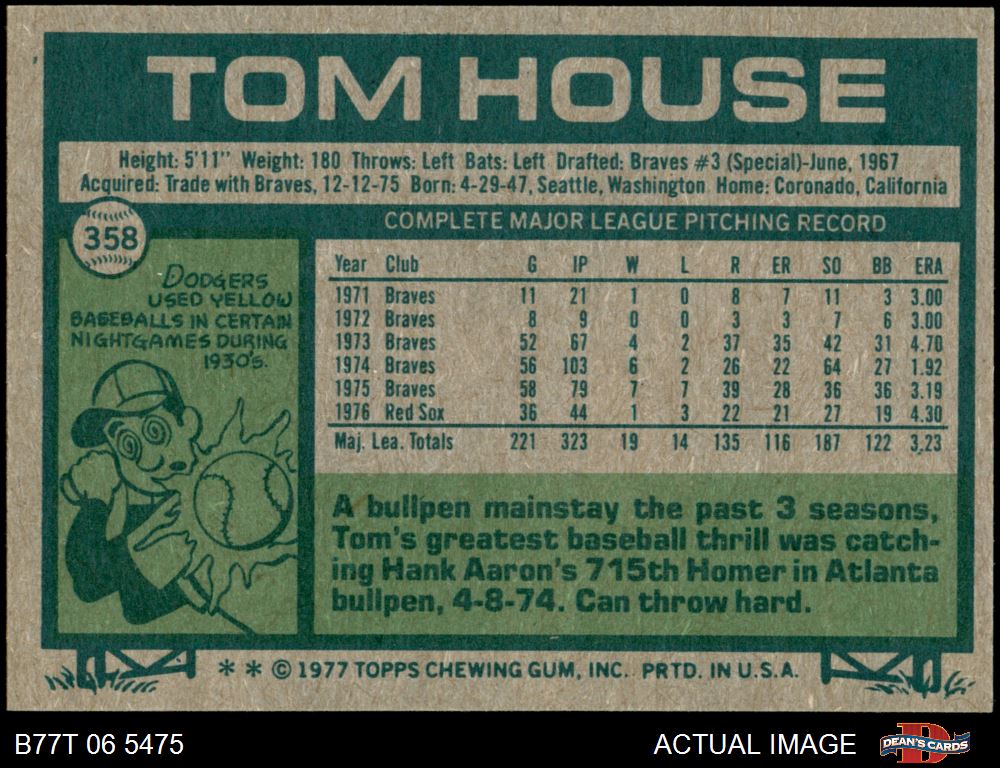 TOM HOUSE
Height: 5'11" Weight: 180 Throws: Left Bats: Left Drafted: Braves #3 (Special)-June, 1967
Acquired: Trade with Braves, 12-12-75 Born: 4-29-47, Seattle, Washington Home: Coronado, California
358
DODGERS
USED YELLOW
BASEBALLS IN CERTAIN
NIGHTGAMES DURING
1930'S.
COMPLETE MAJOR LEAGUE PITCHING RECORD
Year Club G IP W L R ER SO BB ERA
1971 Braves 11 21 1 0 8 7 11 3 3.00
1972 Braves 8 9 0 0 3 3 7 6 3.00
1973 Braves 52 67 4 2 37 35 42 31 4.70
1974 Braves 56 103 6 2 26 22 64 27 1.92
1975 Braves 58 79 7 7 39 28 36 36 3.19
1976 Red Sox 36 44 1 3 22 21 27 19 4.30
Maj. Lea. Totals 221 323 19 14 135 116 187 122 3.23
A bullpen mainstay the past 3 seasons,
Tom's greatest baseball thrill was catch-
ing Hank Aaron's 715th Homer in Atlanta
bullpen, 4-8-74. Can throw hard.
* * © 1977 TOPPS CHEWING GUM, INC. PRTD. IN U.S.A.
B77T 06 5475
ACTUAL IMAGE
DEAN'S CARDS